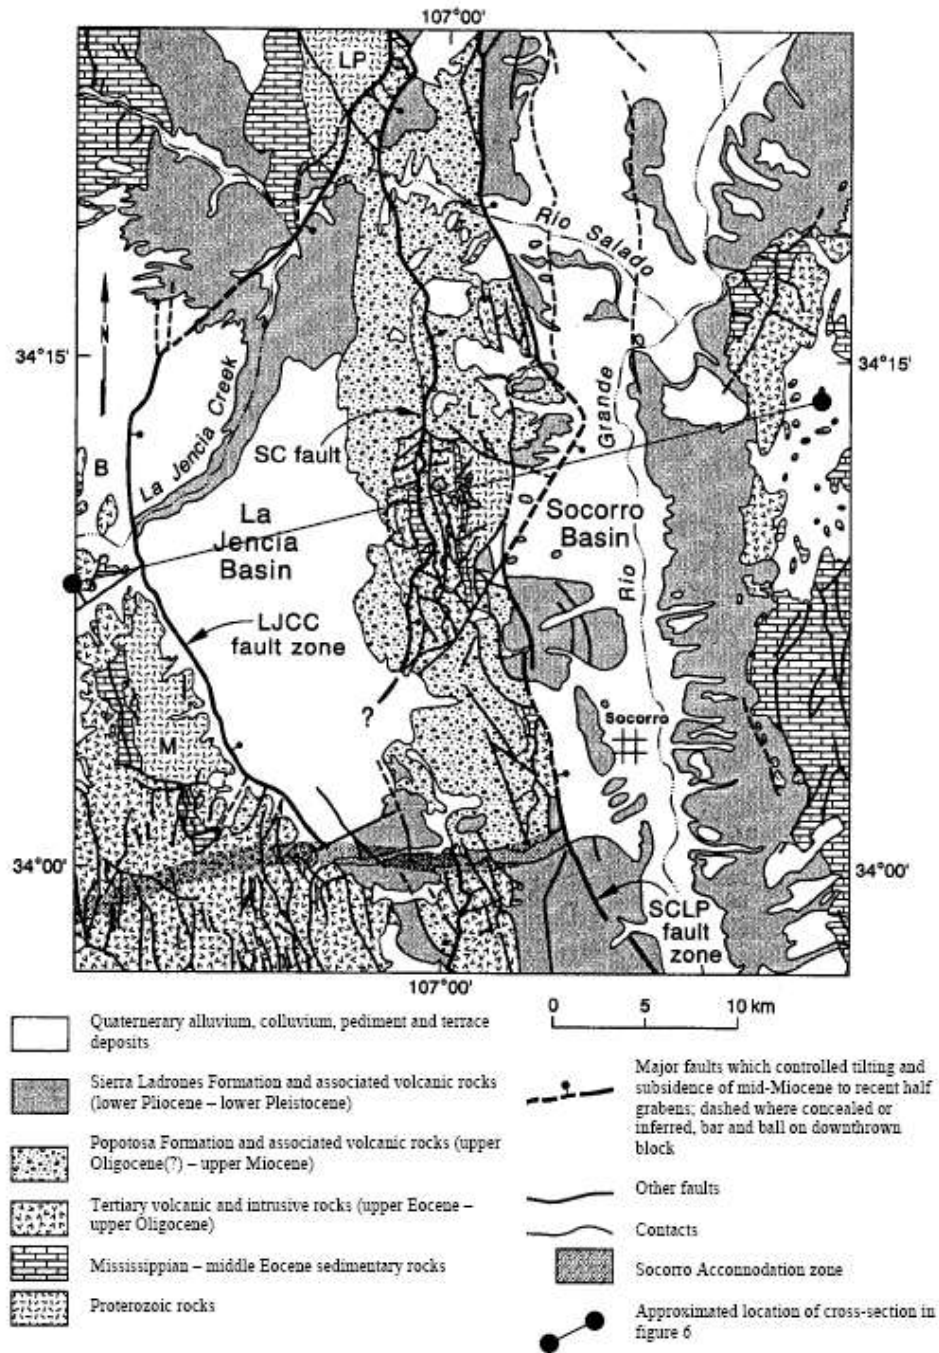 107°00'
LP
Rio Salado
N
34°15'
34°15'
La Jencia Creek
SC fault
L
Grande
B
La
Jencia
Basin
Socorro
Basin
Rio
LJCC
fault zone
?
Socorro
M
34°00'
34°00'
SCLP
fault
zone
107°00'
0 5 10 km
Quaternerary alluvium, colluvium, pediment and terrace
deposits
Sierra Ladrones Formation and associated volcanic rocks
(lower Pliocene – lower Pleistocene)
Popotosa Formation and associated volcanic rocks (upper
Oligocene(?) – upper Miocene)
Tertiary volcanic and intrusive rocks (upper Eocene –
upper Oligocene)
Mississippian – middle Eocene sedimentary rocks
Proterozoic rocks
Major faults which controlled tilting and
subsidence of mid-Miocene to recent half
grabens; dashed where concealed or
inferred, bar and ball on downthrown
block
Other faults
Contacts
Socorro Acconnodation zone
Approximated location of cross-section in
figure 6